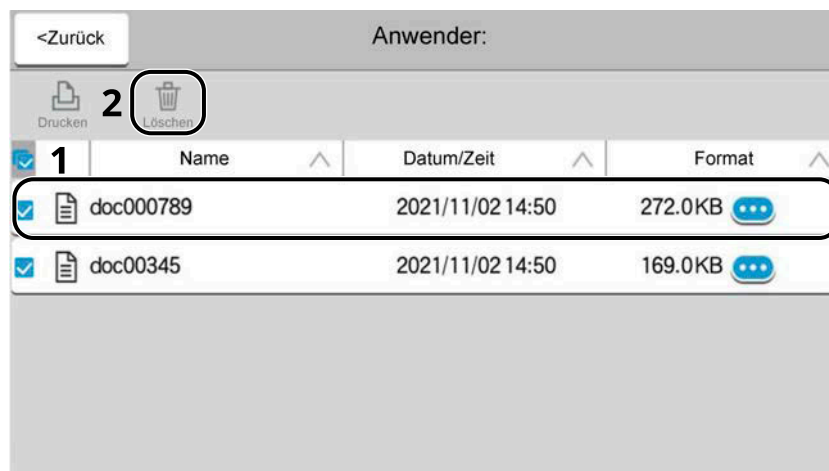 <Zurück Anwender:
Drucken 2 Löschen
1 Name Datum/Zeit Format
doc000789 2021/11/02 14:50 272.0KB
doc00345 2021/11/02 14:50 169.0KB